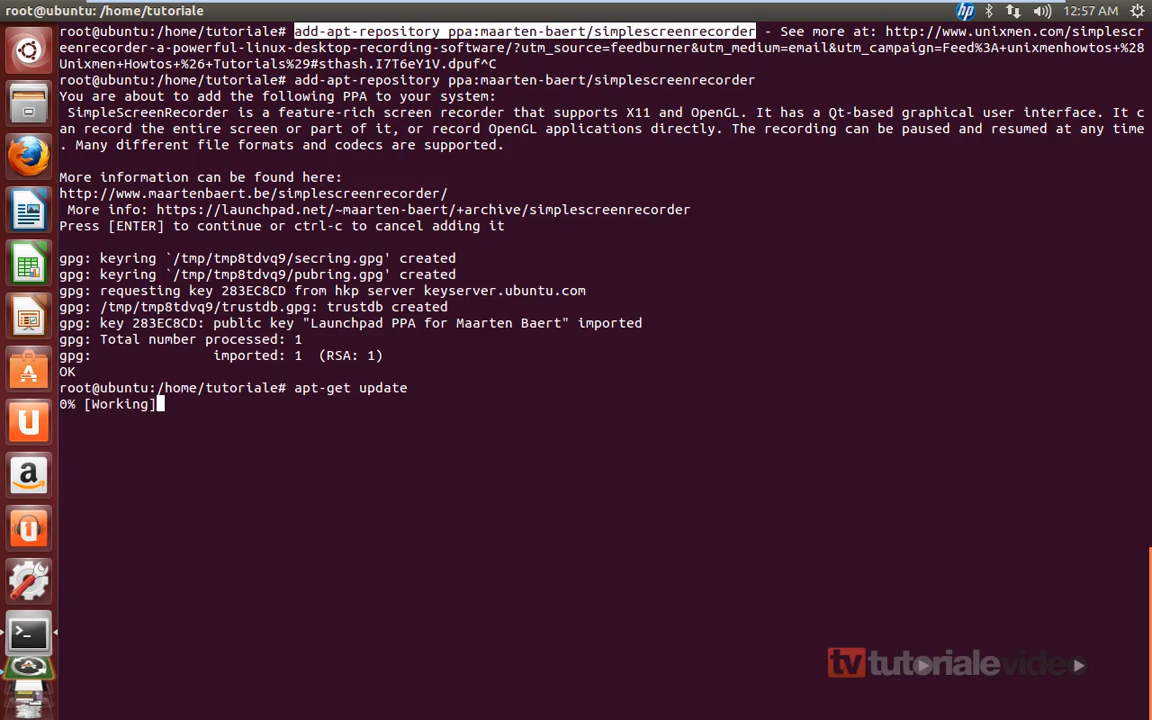 root@ubuntu: /home/tutoriale
hp
12:57 AM
root@ubuntu:/home/tutoriale# add-apt-repository ppa:maarten-baert/simplescreenrecorder - See more at: http://www.unixmen.com/simplescr
eenrecorder-a-powerful-linux-desktop-recording-software/?utm_source=feedburner&utm_medium=email&utm_campaign=Feed%3A+unixmenhowtos+%28
Unixmen+Howtos+%26+Tutorials%29#sthash.I7T6eY1V.dpuf^C
root@ubuntu:/home/tutoriale# add-apt-repository ppa:maarten-baert/simplescreenrecorder
You are about to add the following PPA to your system:
SimpleScreenRecorder is a feature-rich screen recorder that supports X11 and OpenGL. It has a Qt-based graphical user interface. It c
an record the entire screen or part of it, or record OpenGL applications directly. The recording can be paused and resumed at any time
. Many different file formats and codecs are supported.
More information can be found here:
http://www.maartenbaert.be/simplescreenrecorder/
More info: https://launchpad.net/~maarten-baert/+archive/simplescreenrecorder
Press [ENTER] to continue or ctrl-c to cancel adding it
gpg: keyring `/tmp/tmp8tdvq9/secring.gpg' created
gpg: keyring `/tmp/tmp8tdvq9/pubring.gpg' created
gpg: requesting key 283EC8CD from hkp server keyserver.ubuntu.com
gpg: /tmp/tmp8tdvq9/trustdb.gpg: trustdb created
gpg: key 283EC8CD: public key "Launchpad PPA for Maarten Baert" imported
gpg: Total number processed: 1
gpg: imported: 1 (RSA: 1)
OK
root@ubuntu:/home/tutoriale# apt-get update
0% [Working]
tv tutorialevideo